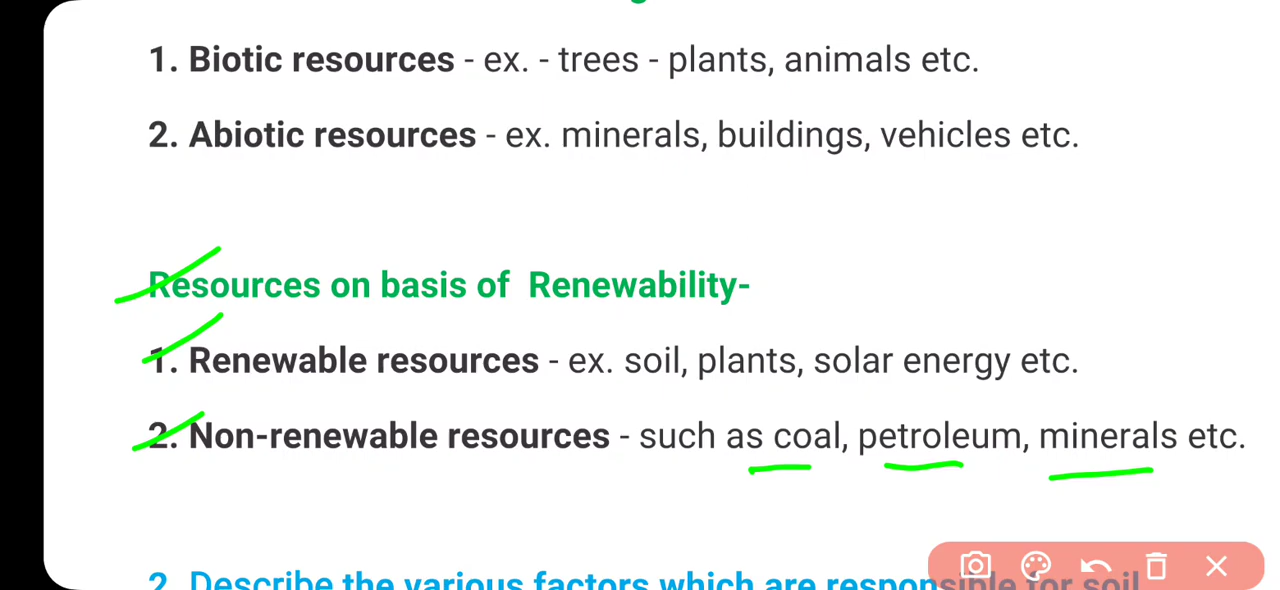 1. Biotic resources - ex. - trees - plants, animals etc.
2. Abiotic resources - ex. minerals, buildings, vehicles etc.
Resources on basis of Renewability-
1. Renewable resources - ex. soil, plants, solar energy etc.
2. Non-renewable resources - such as coal, petroleum, minerals etc.
2. Describe the various factors which are responsible for soil